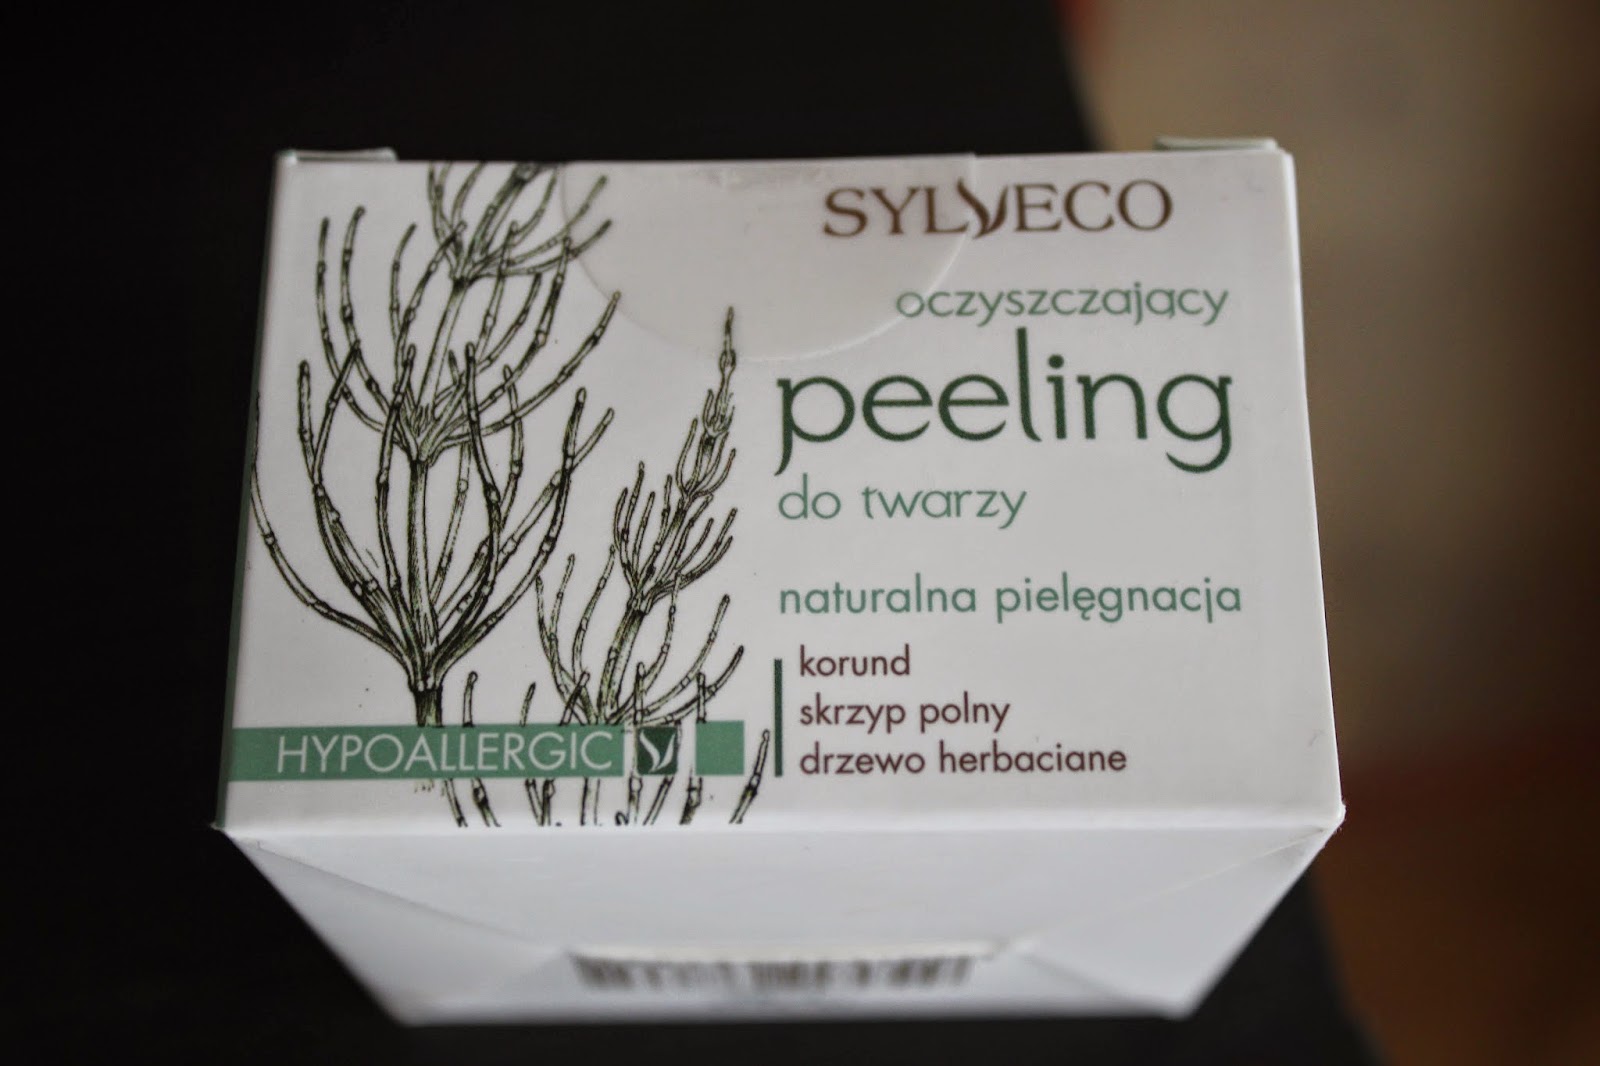 SYLVECO
oczyszczający
peeling
do twarzy
naturalna pielęgnacja
korund
skrzyp polny
drzewo herbaciane
HYPOALLERGIC